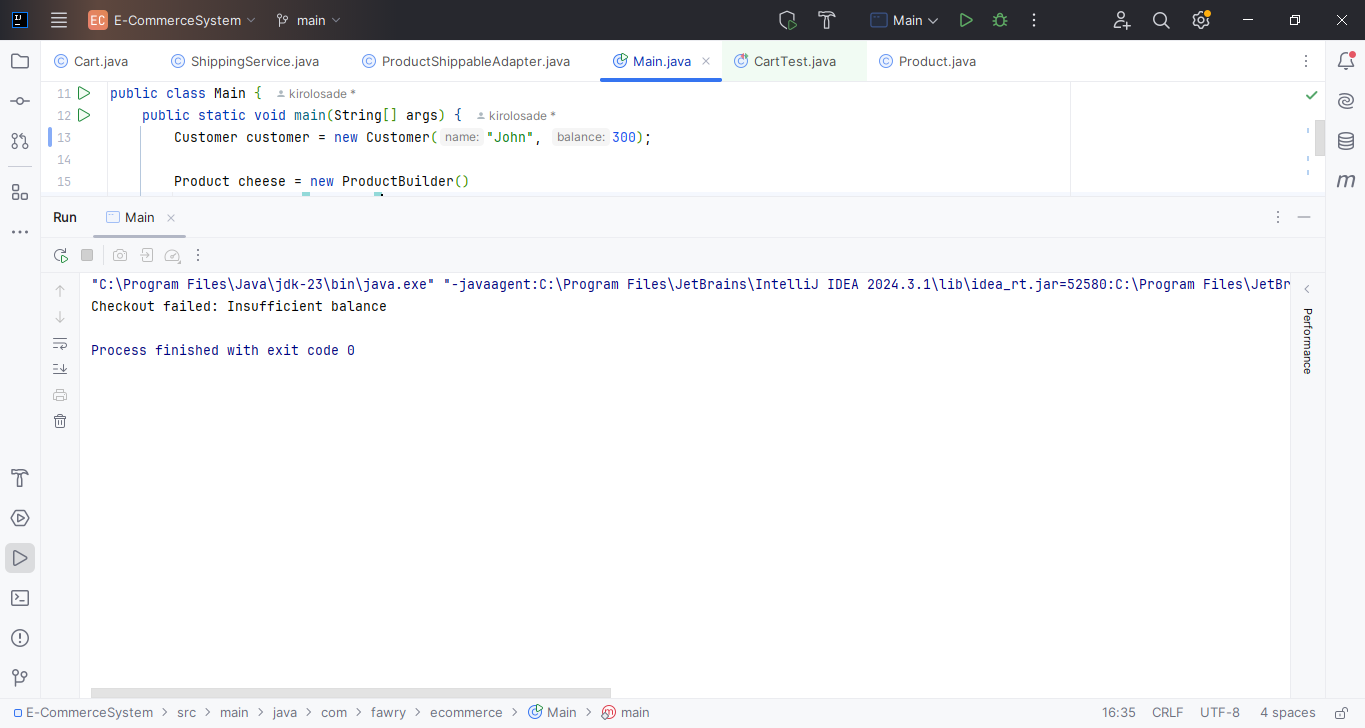 EC E-CommerceSystem main Main
Cart.java ShippingService.java ProductShippableAdapter.java Main.java CartTest.java Product.java
11 public class Main { kirolosade *
12 public static void main(String[] args) { kirolosade *
13 Customer customer = new Customer( name: "John", balance: 300);
14
15 Product cheese = new ProductBuilder()
Run Main
"C:\Program Files\Java\jdk-23\bin\java.exe" "-javaagent:C:\Program Files\JetBrains\IntelliJ IDEA 2024.3.1\lib\idea_rt.jar=52580:C:\Program Files\JetBr
Checkout failed: Insufficient balance
Process finished with exit code 0
Performance
E-CommerceSystem > src > main > java > com > fawry > ecommerce > Main > main 16:35 CRLF UTF-8 4 spaces